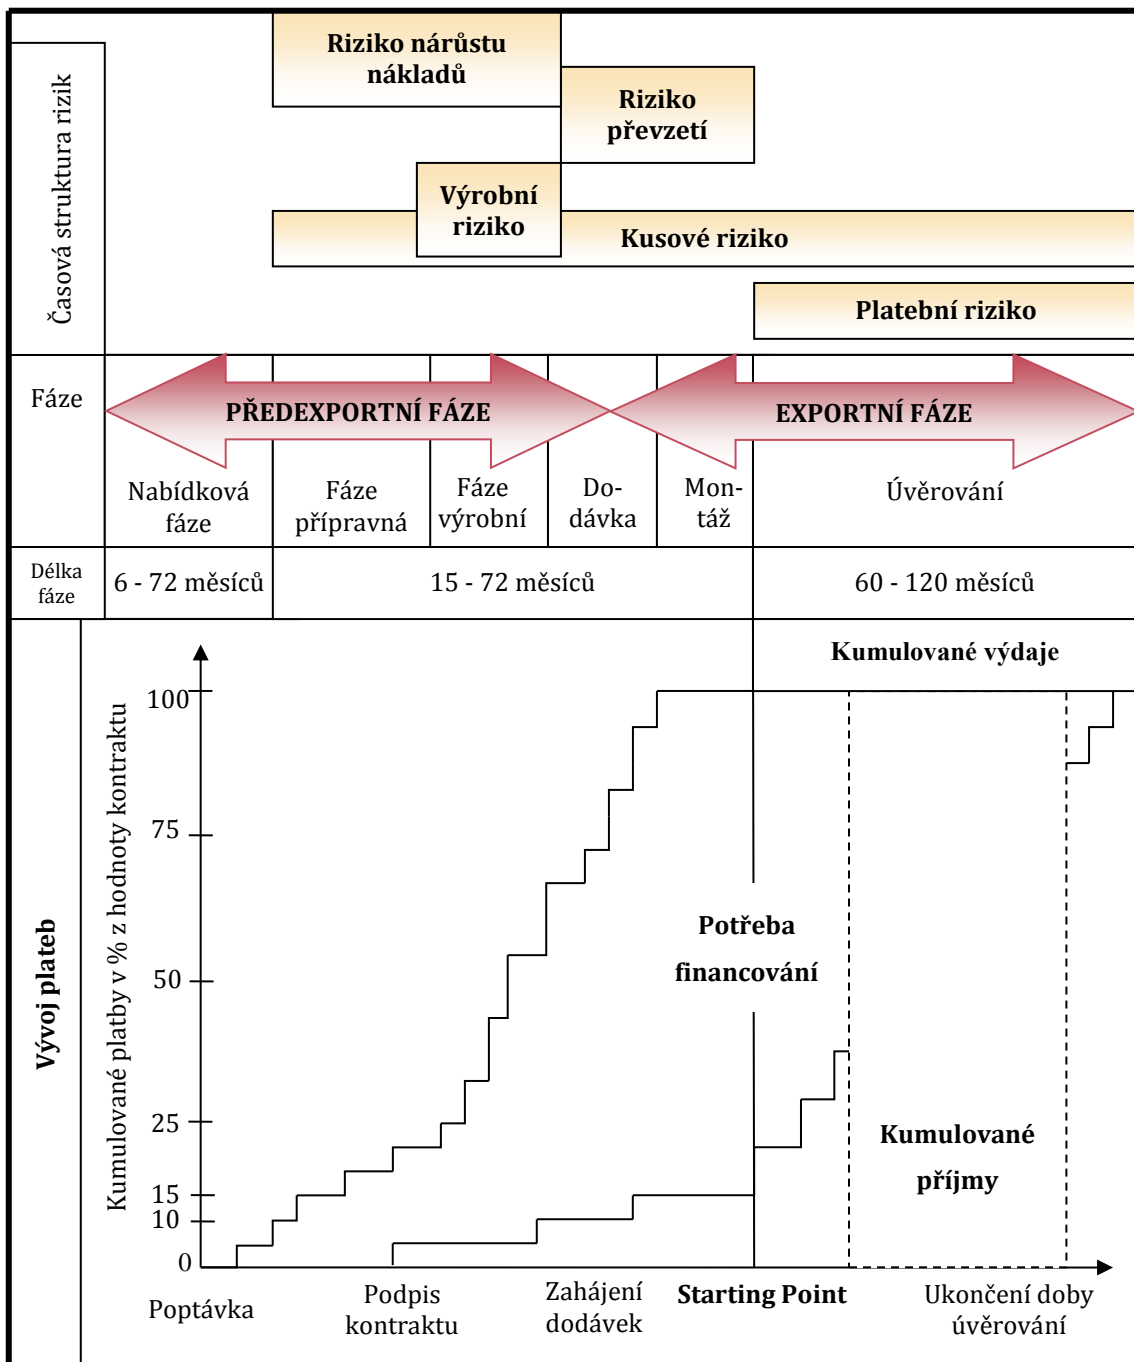 Časová struktura rizik
Riziko nárůstu
nákladů
Riziko
převzetí
Výrobní
riziko
Kusové riziko
Platební riziko
Fáze
PŘEDEXPORTNÍ FÁZE
EXPORTNÍ FÁZE
Nabídková
fáze
Fáze
přípravná
Fáze
výrobní
Do-
dávka
Mon-
táž
Úvěrování
Délka
fáze
6 - 72 měsíců
15 - 72 měsíců
60 - 120 měsíců
Vývoj plateb
Kumulované platby v % z hodnoty kontraktu
Kumulované výdaje
100
75
50
25
15
10
0
Potřeba
financování
Kumulované
příjmy
Poptávka
Podpis
kontraktu
Zahájení
dodávek
Starting Point
Ukončení doby
úvěrování